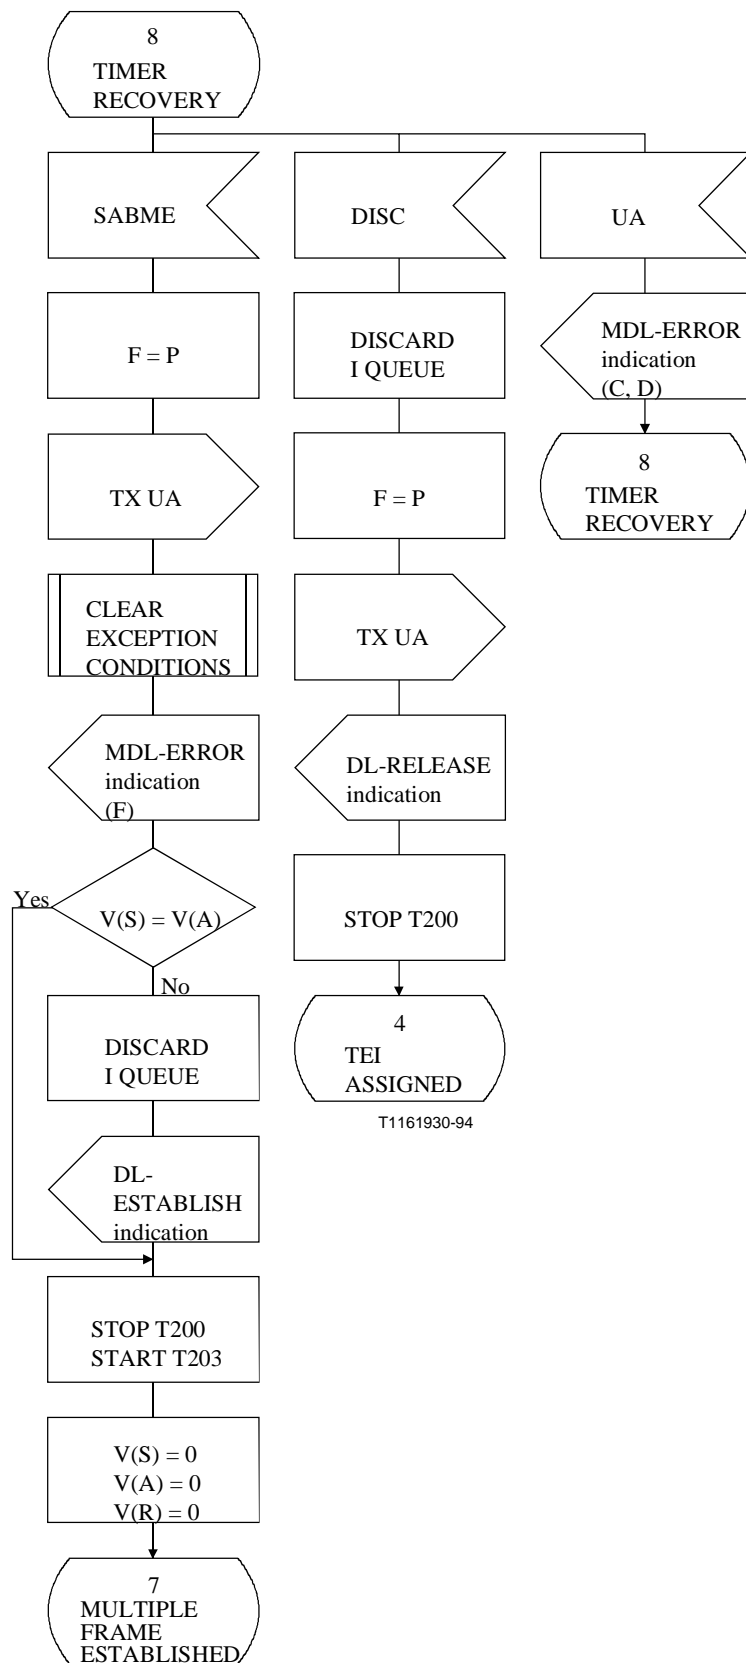 8
TIMER
RECOVERY
SABME
F = P
TX UA
CLEAR
EXCEPTION
CONDITIONS
MDL-ERROR
indication
(F)
Yes
V(S) = V(A)
No
DISCARD
I QUEUE
DL-
ESTABLISH
indication
STOP T200
START T203
V(S) = 0
V(A) = 0
V(R) = 0
7
MULTIPLE
FRAME
ESTABLISHED
DISC
DISCARD
I QUEUE
F = P
TX UA
DL-RELEASE
indication
STOP T200
4
TEI
ASSIGNED
T1161930-94
UA
MDL-ERROR
indication
(C, D)
8
TIMER
RECOVERY